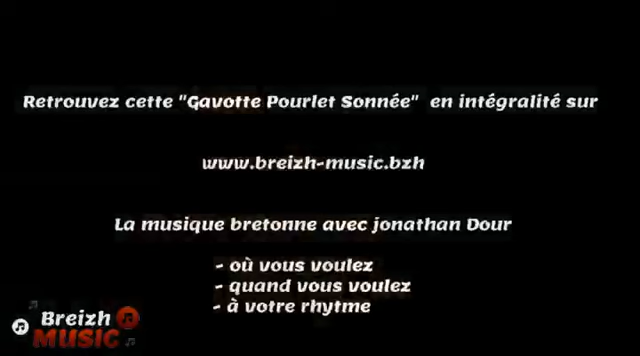 Retrouvez cette "Gavotte Pourlet Sonnée" en intégralité sur
www.breizh-music.bzh
La musique bretonne avec jonathan Dour
- où vous voulez
- quand vous voulez
- à votre rhytme
Breizh
MUSIC